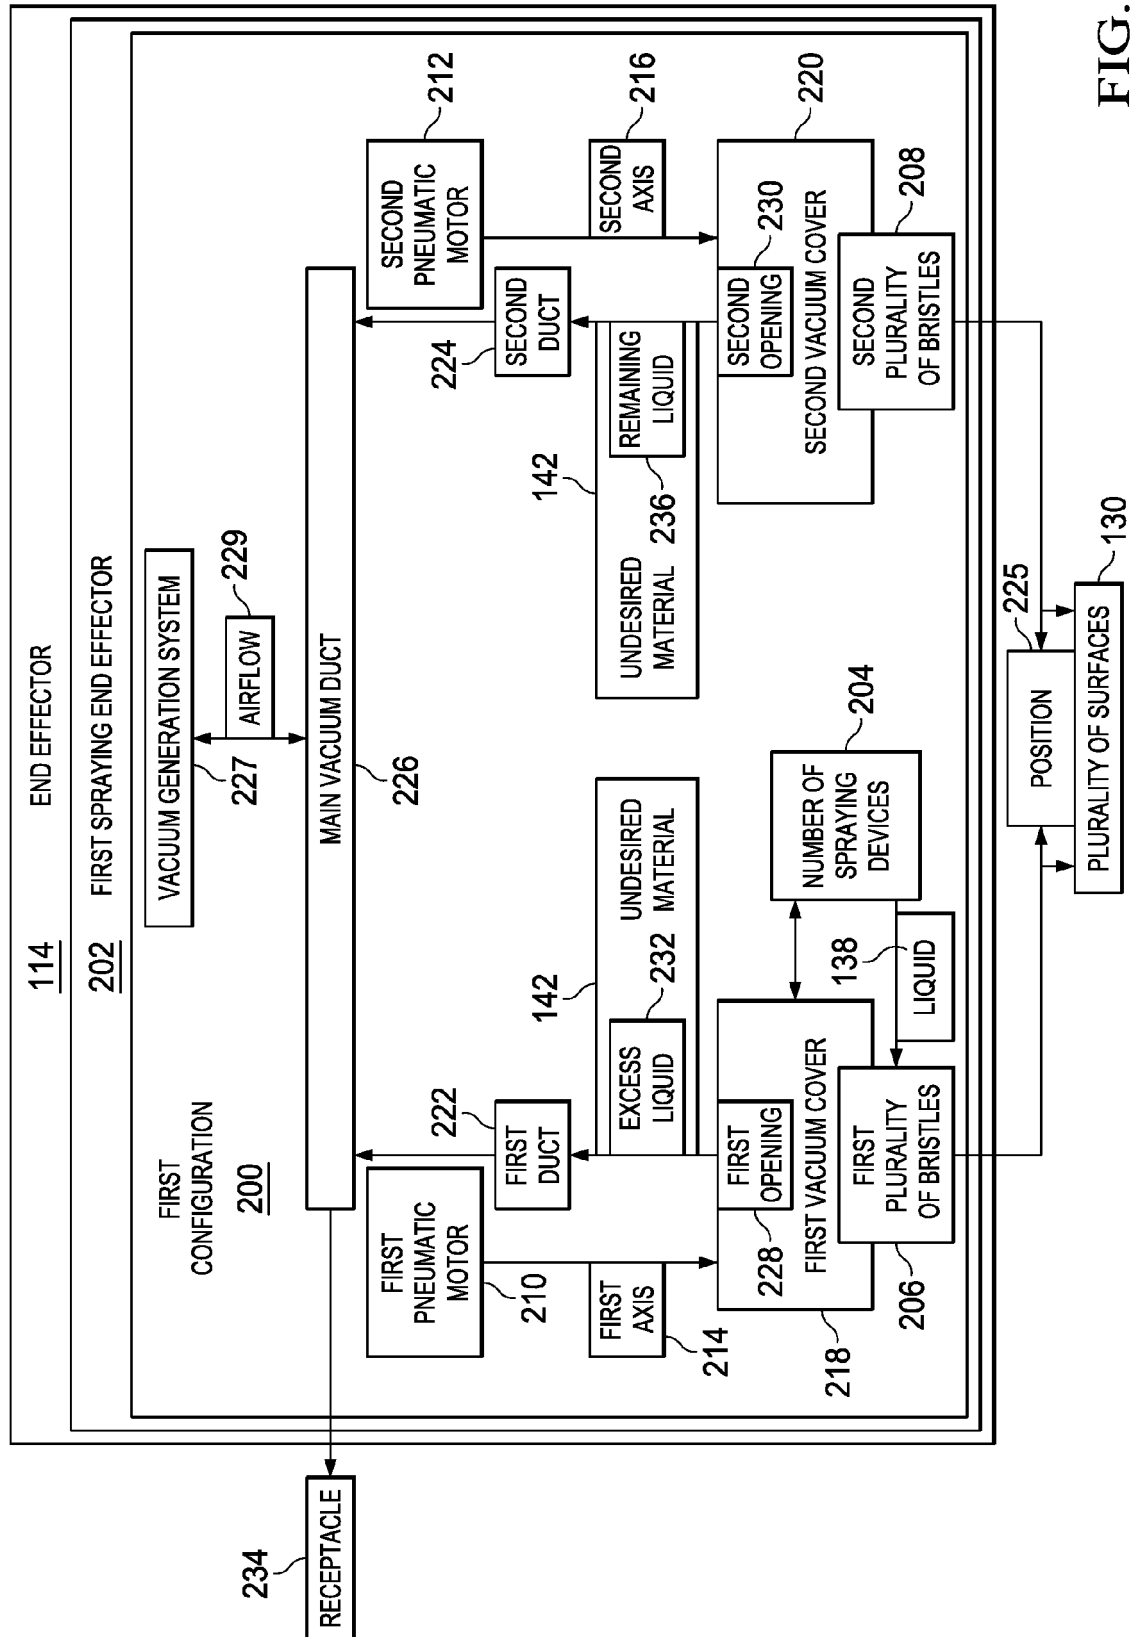 END EFFECTOR
114
FIRST SPRAYING END EFFECTOR
202
FIRST
CONFIGURATION
200
VACUUM GENERATION SYSTEM
227
AIRFLOW
229
234
RECEPTACLE
MAIN VACUUM DUCT
226
FIRST
PNEUMATIC
MOTOR
210
222
FIRST
DUCT
224
SECOND
DUCT
SECOND
PNEUMATIC
MOTOR
212
FIRST
AXIS
214
EXCESS
LIQUID
232
142
UNDESIRED
MATERIAL
142
UNDESIRED
MATERIAL
REMAINING
LIQUID
236
SECOND
AXIS
216
FIRST
OPENING
228
FIRST VACUUM COVER
218
FIRST
PLURALITY
OF BRISTLES
206
NUMBER OF
SPRAYING
DEVICES
204
138
LIQUID
SECOND
OPENING
230
SECOND VACUUM COVER
220
SECOND
PLURALITY
OF BRISTLES
208
POSITION
225
PLURALITY OF SURFACES
130
FIG.